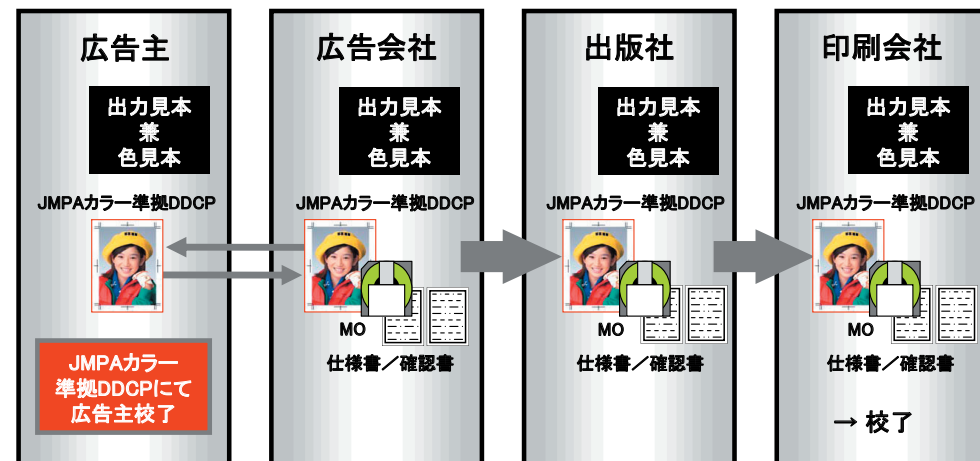 広告主
出力見本
兼
色見本
JMPAカラー準拠DDCP
JMPAカラー
準拠DDCPにて
広告主校了
広告会社
出力見本
兼
色見本
JMPAカラー準拠DDCP
MO
仕様書／確認書
出版社
出力見本
兼
色見本
JMPAカラー準拠DDCP
MO
仕様書／確認書
印刷会社
出力見本
兼
色見本
JMPAカラー準拠DDCP
MO
仕様書／確認書
→ 校了